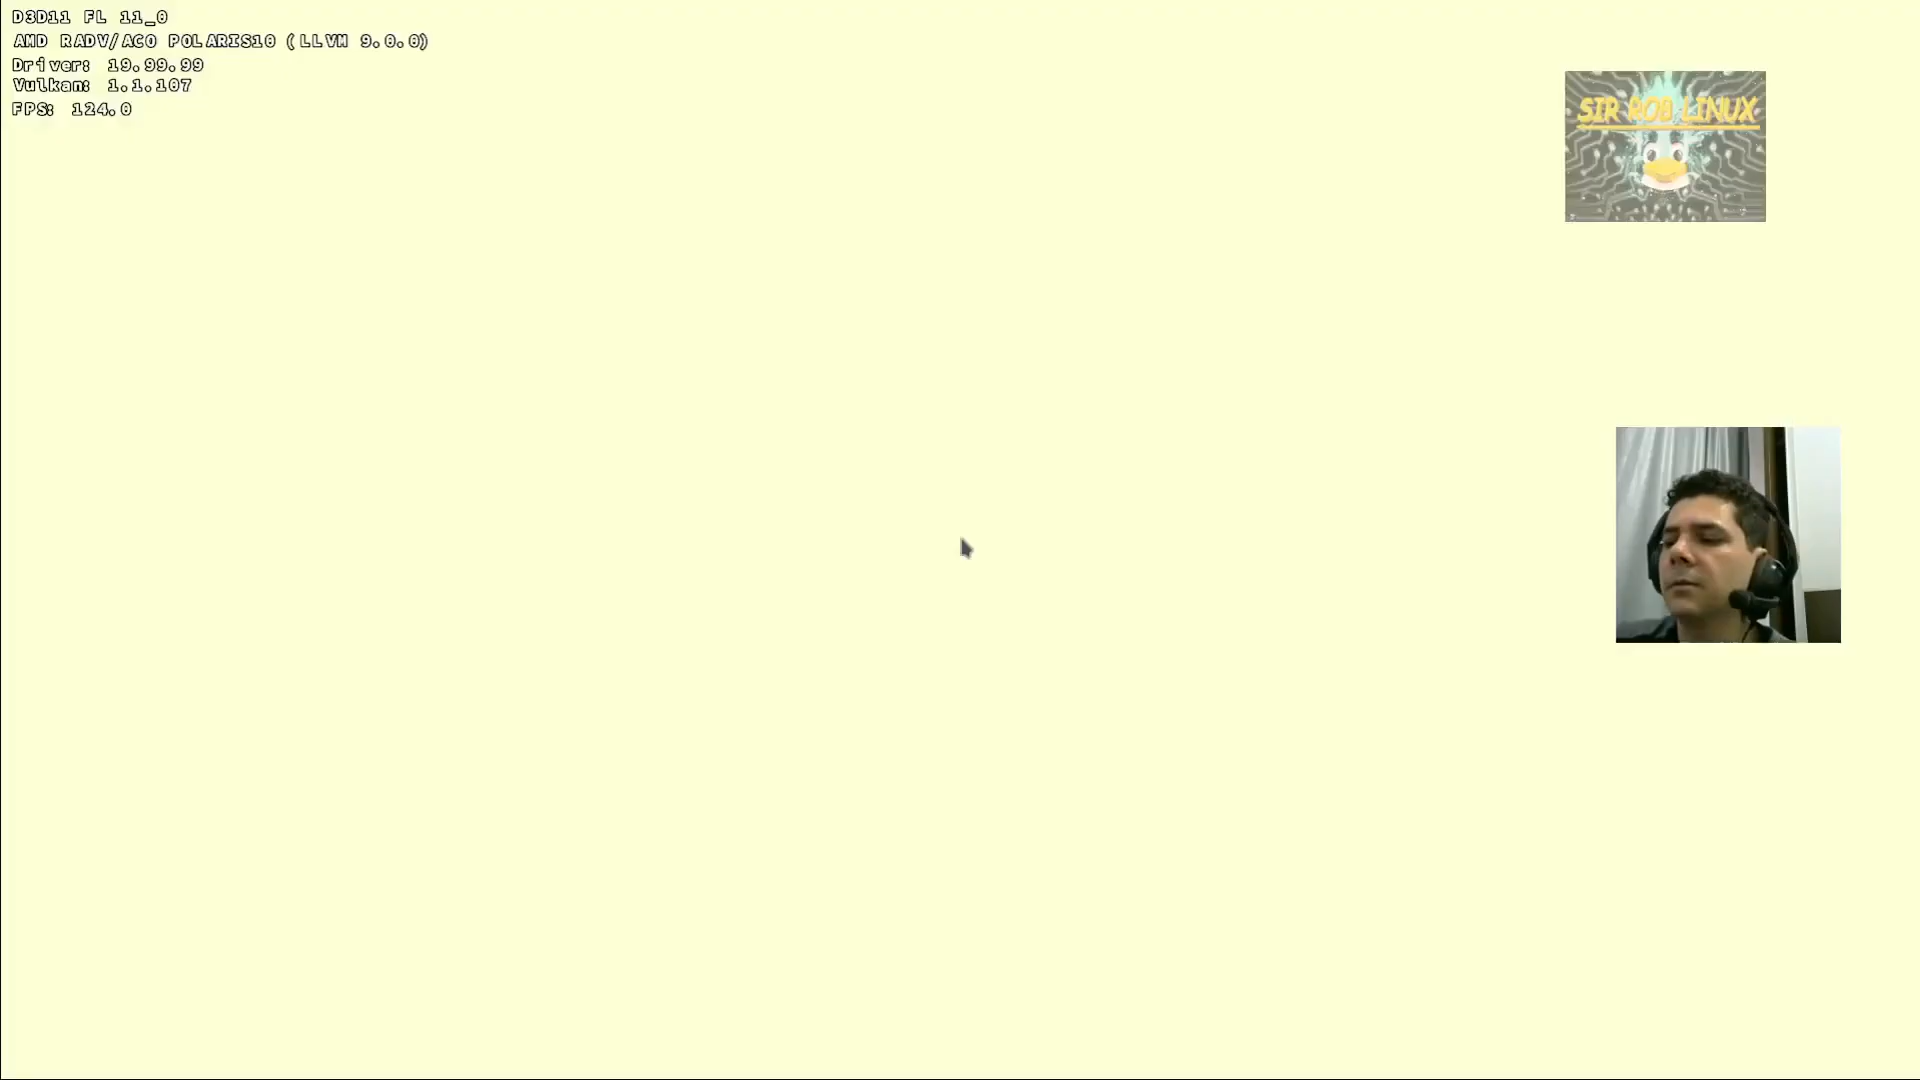 D3D11 FL 11_0
AMD RADV/ACO POLARIS10 (LLVM 9.0.0)
Driver: 19.99.99
Vulkan: 1.1.107
FPS: 124.0
SIR ROB LINUX